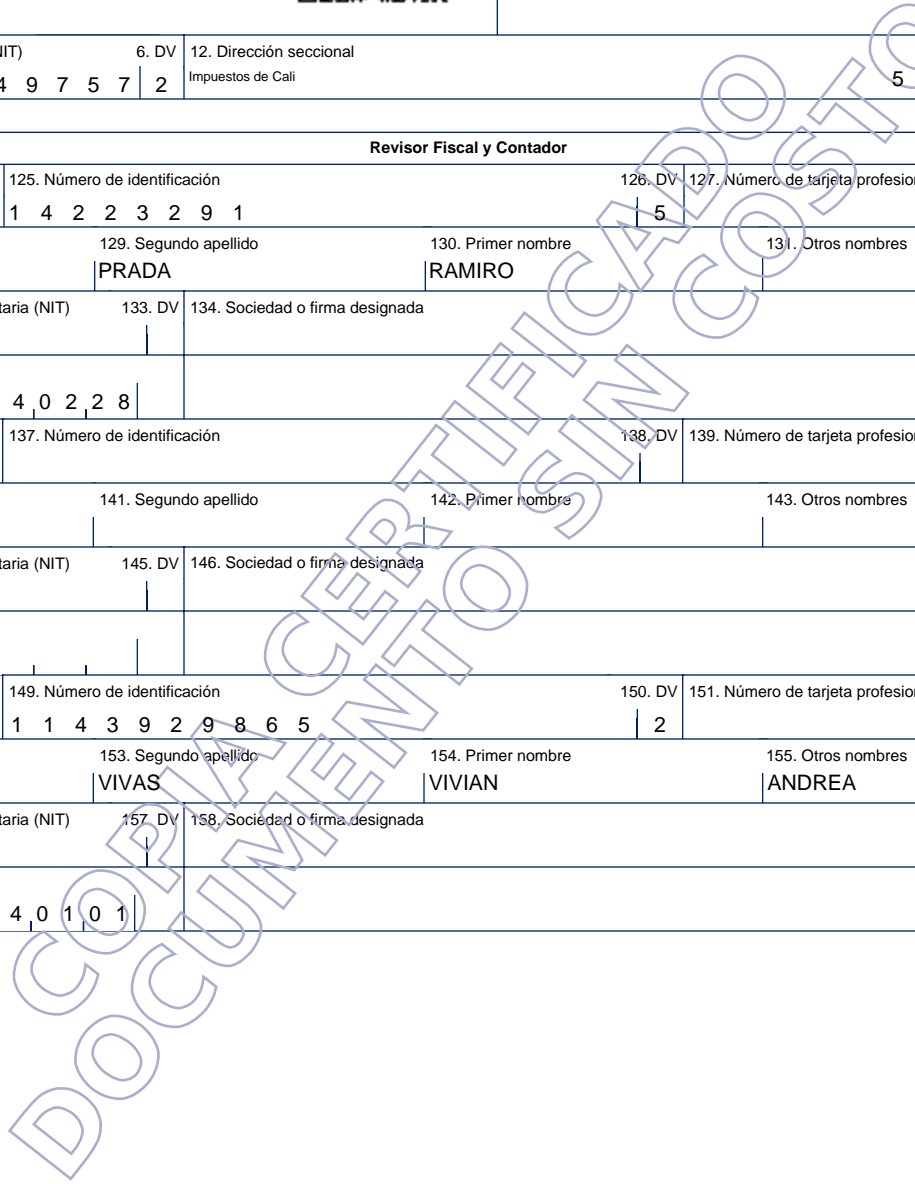 IT) 6. DV 12. Dirección seccional
4 9 7 5 7 2 Impuestos de Cali 5
Revisor Fiscal y Contador
125. Número de identificación 126. DV 127. Número de tarjeta profesion
1 4 2 2 3 2 9 1 5
129. Segundo apellido 130. Primer nombre 131. Otros nombres
PRADA RAMIRO
taria (NIT) 133. DV 134. Sociedad o firma designada
4 0 2 2 8
137. Número de identificación 138. DV 139. Número de tarjeta profesion
141. Segundo apellido 142. Primer nombre 143. Otros nombres
taria (NIT) 145. DV 146. Sociedad o firma designada
149. Número de identificación 150. DV 151. Número de tarjeta profesion
1 1 4 3 9 2 9 8 6 5 2
153. Segundo apellido 154. Primer nombre 155. Otros nombres
VIVAS VIVIAN ANDREA
taria (NIT) 157. DV 158. Sociedad o firma designada
4 0 1 0 1
COPIA CERTIFICADO
DOCUMENTO SIN COSTO